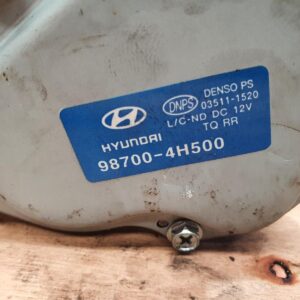 HYUNDAI
98700-4H500
DNPS
DENSO PS
03511-1520
L/C-ND DC 12V
TQ RR